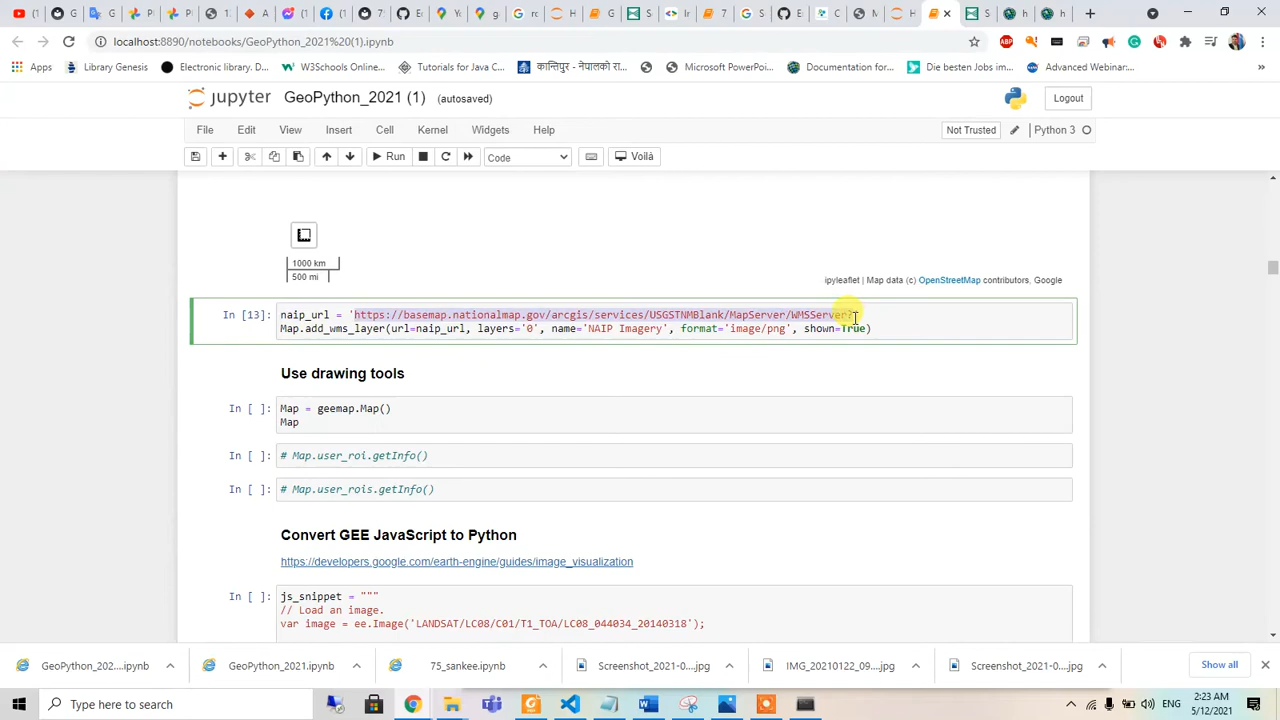 localhost:8890/notebooks/GeoPython_2021%20(1).ipynb
Apps
Library Genesis
Electronic library. D...
W3Schools Online...
Tutorials for Java C...
कान्तिपुर - नेपालको रा...
Microsoft PowerPoi...
Documentation for...
Die besten Jobs im...
Advanced Webinar:...
jupyter
GeoPython_2021 (1)
(autosaved)
Logout
File
Edit
View
Insert
Cell
Kernel
Widgets
Help
Not Trusted
Python 3
Run
Code
Voilà
1000 km
500 mi
ipyleaflet | Map data (c) OpenStreetMap contributors, Google
In [13]: naip_url = 'https://basemap.nationalmap.gov/arcgis/services/USGSTNMBlank/MapServer/WMSServer?'
Map.add_wms_layer(url=naip_url, layers='0', name='NAIP Imagery', format='image/png', shown=True)
Use drawing tools
In [ ]: Map = geemap.Map()
Map
In [ ]: # Map.user_roi.getInfo()
In [ ]: # Map.user_rois.getInfo()
Convert GEE JavaScript to Python
https://developers.google.com/earth-engine/guides/image_visualization
In [ ]: js_snippet = """
// Load an image.
var image = ee.Image('LANDSAT/LC08/C01/T1_TOA/LC08_044034_20140318');
GeoPython_202....ipynb
GeoPython_2021.ipynb
75_sankee.ipynb
Screenshot_2021-0....jpg
IMG_20210122_09....jpg
Screenshot_2021-0....jpg
Show all
Type here to search
ENG
2:23 AM
5/12/2021